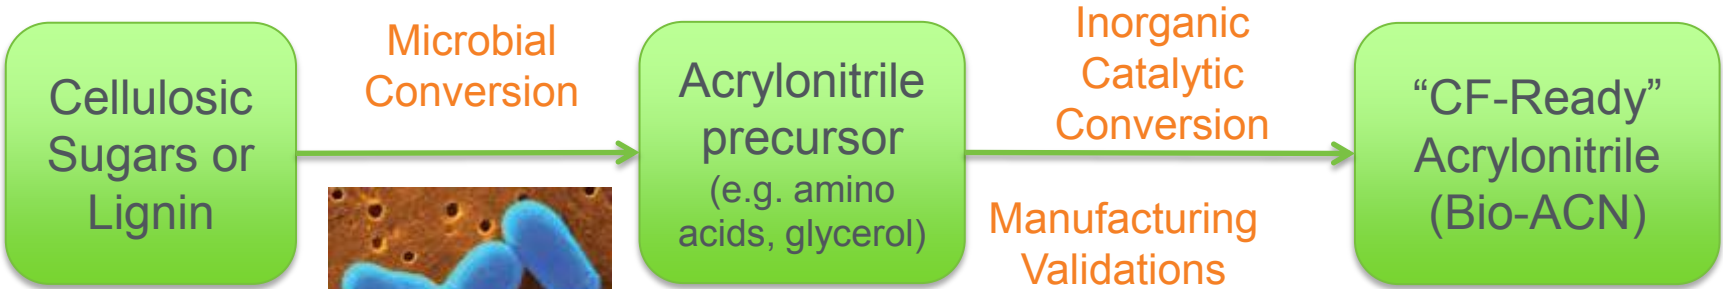 Cellulosic
Sugars or
Lignin
Microbial
Conversion
Acrylonitrile
precursor
(e.g. amino
acids, glycerol)
Inorganic
Catalytic
Conversion
Manufacturing
Validations
“CF-Ready”
Acrylonitrile
(Bio-ACN)